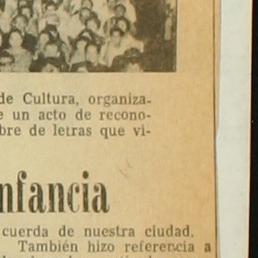 de Cultura, organiza-
e un acto de recono-
bre de letras que vi-
nfancia
cuerda de nuestra ciudad.
También hizo referencia a